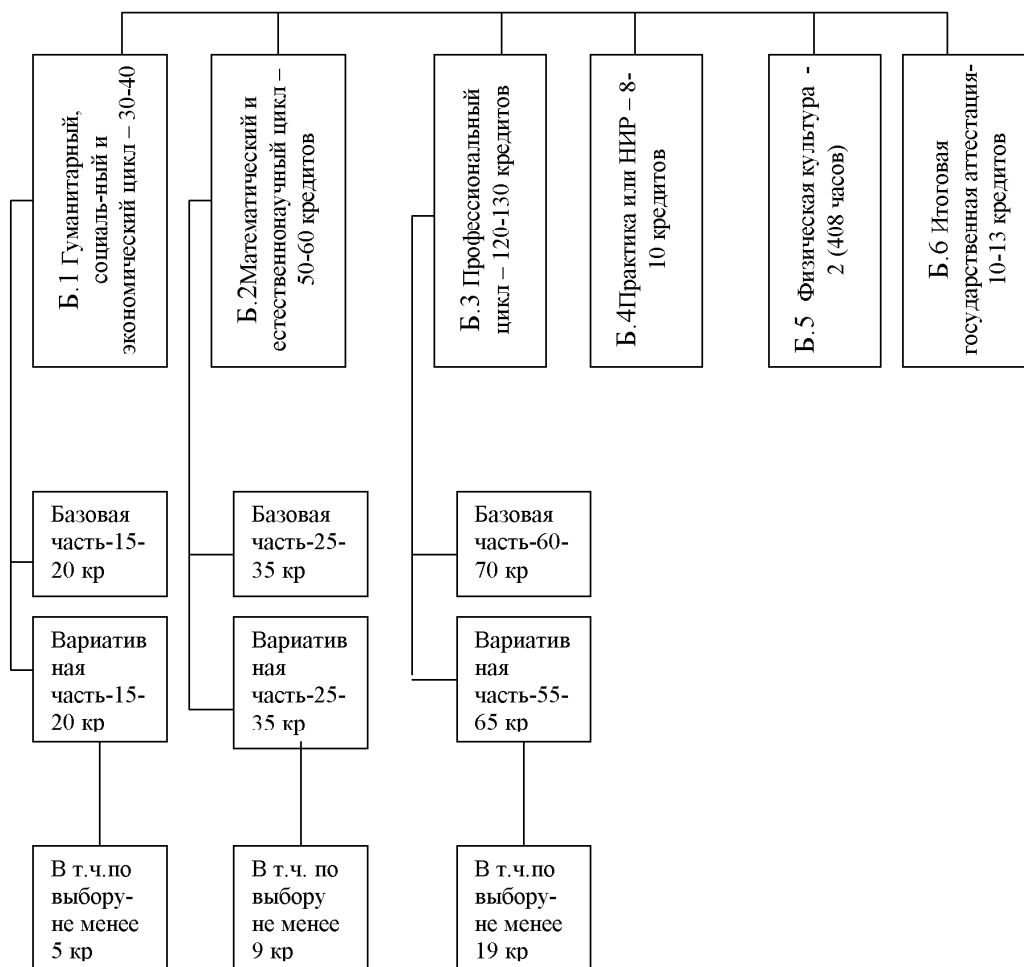 Б.1 Гуманитарный,
социаль-ный и
экономический цикл – 30-40
Б.2Математический и
естественнонаучный цикл –
50-60 кредитов
Б.3 Профессиональный
цикл – 120-130 кредитов
Б.4Практика или НИР – 8-
10 кредитов
Б.5 Физическая культура -
2 (408 часов)
Б.6 Итоговая
государственная аттестация-
10-13 кредитов
Базовая
часть-15-
20 кр
Базовая
часть-25-
35 кр
Базовая
часть-60-
70 кр
Вариатив
ная
часть-15-
20 кр
Вариатив
ная
часть-25-
35 кр
Вариатив
ная
часть-55-
65 кр
В т.ч.по
выбору-
не менее
5 кр
В т.ч. по
выбору
не менее
9 кр
В т.ч.по
выбору-
не менее
19 кр